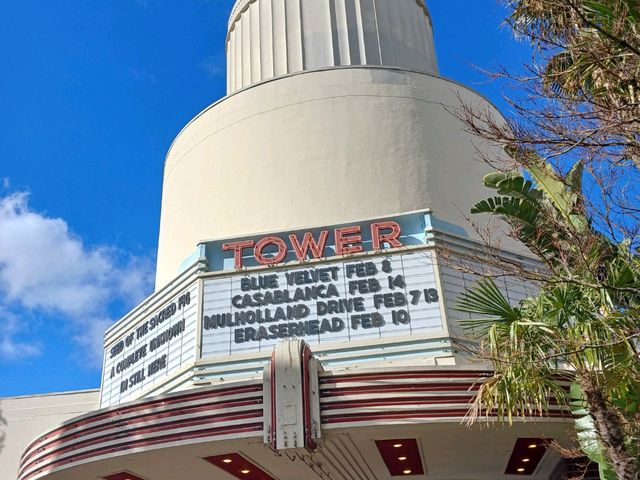 TOWER
BLUE VELVET FEB 8
CASABLANCA FEB 14
MULHOLLAND DRIVE FEB 7 13
ERASERHEAD FEB 10
SEED OF THE SACRED FIG
A COMPLETE UNKNOWN
I'M STILL HERE